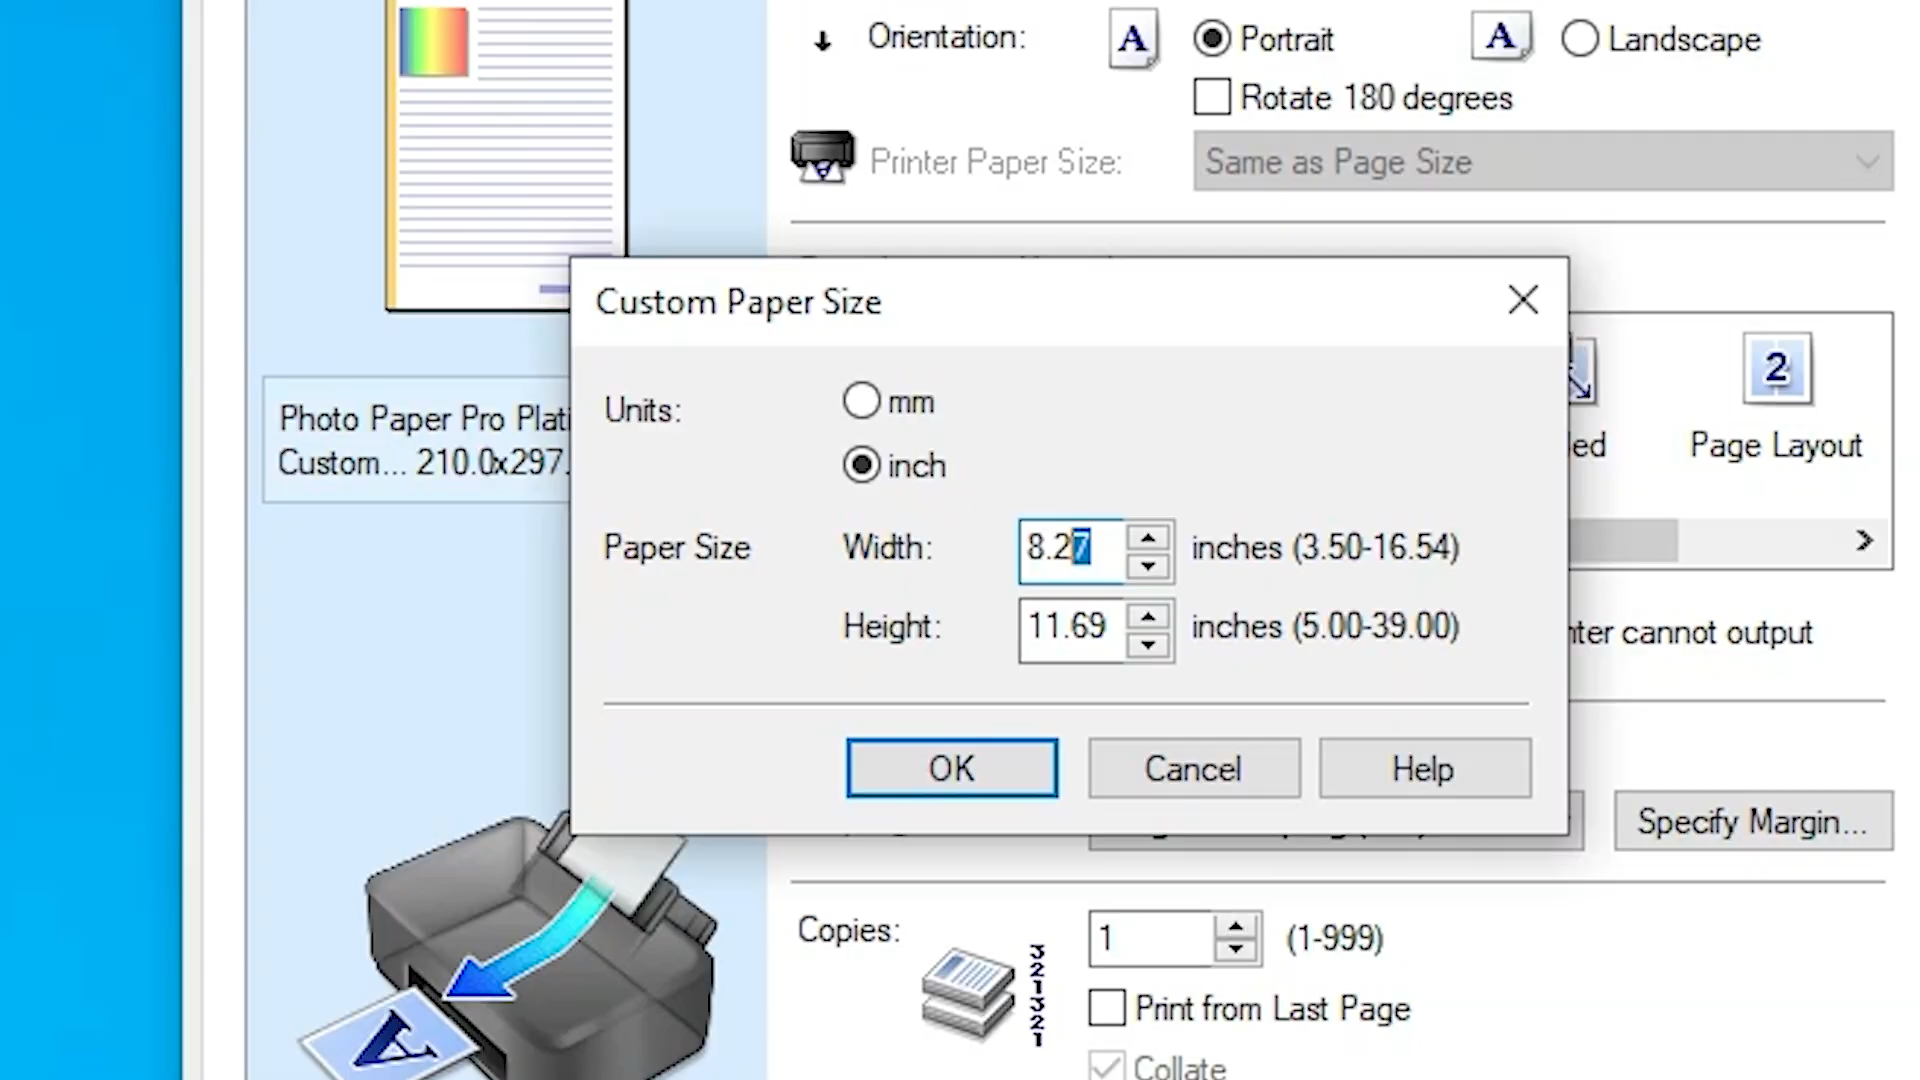 Orientation:
A
Portrait
A
Landscape
Rotate 180 degrees
Printer Paper Size:
Same as Page Size
Custom Paper Size
Units:
mm
inch
Paper Size
Width:
8.27
inches (3.50-16.54)
Height:
11.69
inches (5.00-39.00)
OK
Cancel
Help
Photo Paper Pro Plati
Custom... 210.0x297.
2
ed
Page Layout
nter cannot output
Specify Margin...
Copies:
1
(1-999)
321321
Print from Last Page
Collate
A